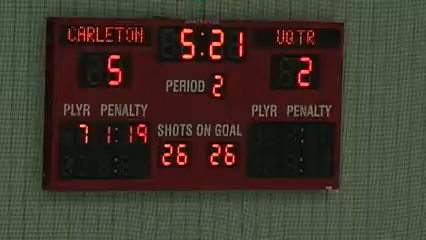 CARLETON 5:21 UQTR
5 2
PERIOD 2
PLYR PENALTY PLYR PENALTY
7 1:19 SHOTS ON GOAL
26 26